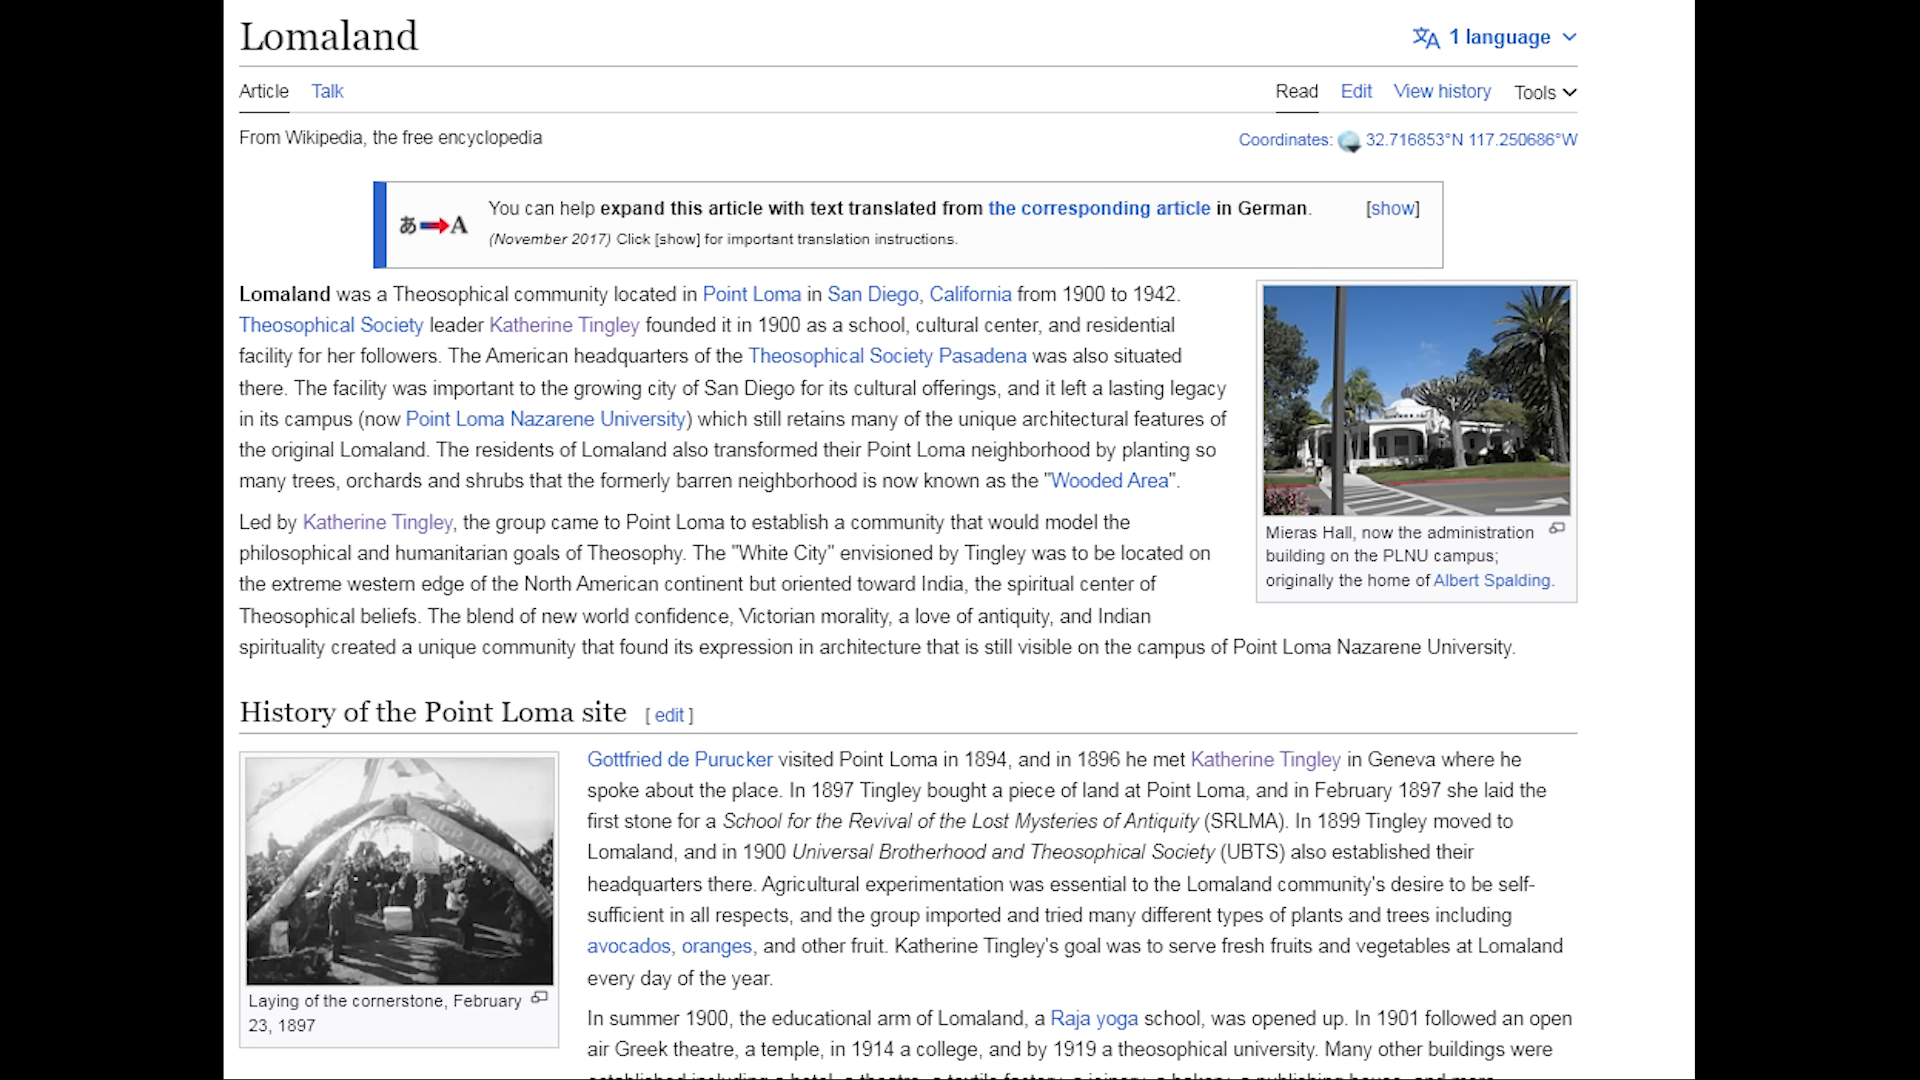 Lomaland
1 language
Article Talk
Read Edit View history Tools
From Wikipedia, the free encyclopedia
Coordinates: 32.716853°N 117.250686°W
You can help expand this article with text translated from the corresponding article in German. [show]
(November 2017) Click [show] for important translation instructions.
あ A
Lomaland was a Theosophical community located in Point Loma in San Diego, California from 1900 to 1942.
Theosophical Society leader Katherine Tingley founded it in 1900 as a school, cultural center, and residential
facility for her followers. The American headquarters of the Theosophical Society Pasadena was also situated
there. The facility was important to the growing city of San Diego for its cultural offerings, and it left a lasting legacy
in its campus (now Point Loma Nazarene University) which still retains many of the unique architectural features of
the original Lomaland. The residents of Lomaland also transformed their Point Loma neighborhood by planting so
many trees, orchards and shrubs that the formerly barren neighborhood is now known as the "Wooded Area".
Mieras Hall, now the administration
building on the PLNU campus;
originally the home of Albert Spalding.
Led by Katherine Tingley, the group came to Point Loma to establish a community that would model the
philosophical and humanitarian goals of Theosophy. The "White City" envisioned by Tingley was to be located on
the extreme western edge of the North American continent but oriented toward India, the spiritual center of
Theosophical beliefs. The blend of new world confidence, Victorian morality, a love of antiquity, and Indian
spirituality created a unique community that found its expression in architecture that is still visible on the campus of Point Loma Nazarene University.
History of the Point Loma site [ edit ]
Laying of the cornerstone, February
23, 1897
Gottfried de Purucker visited Point Loma in 1894, and in 1896 he met Katherine Tingley in Geneva where he
spoke about the place. In 1897 Tingley bought a piece of land at Point Loma, and in February 1897 she laid the
first stone for a School for the Revival of the Lost Mysteries of Antiquity (SRLMA). In 1899 Tingley moved to
Lomaland, and in 1900 Universal Brotherhood and Theosophical Society (UBTS) also established their
headquarters there. Agricultural experimentation was essential to the Lomaland community's desire to be self-
sufficient in all respects, and the group imported and tried many different types of plants and trees including
avocados, oranges, and other fruit. Katherine Tingley's goal was to serve fresh fruits and vegetables at Lomaland
every day of the year.
In summer 1900, the educational arm of Lomaland, a Raja yoga school, was opened up. In 1901 followed an open
air Greek theatre, a temple, in 1914 a college, and by 1919 a theosophical university. Many other buildings were